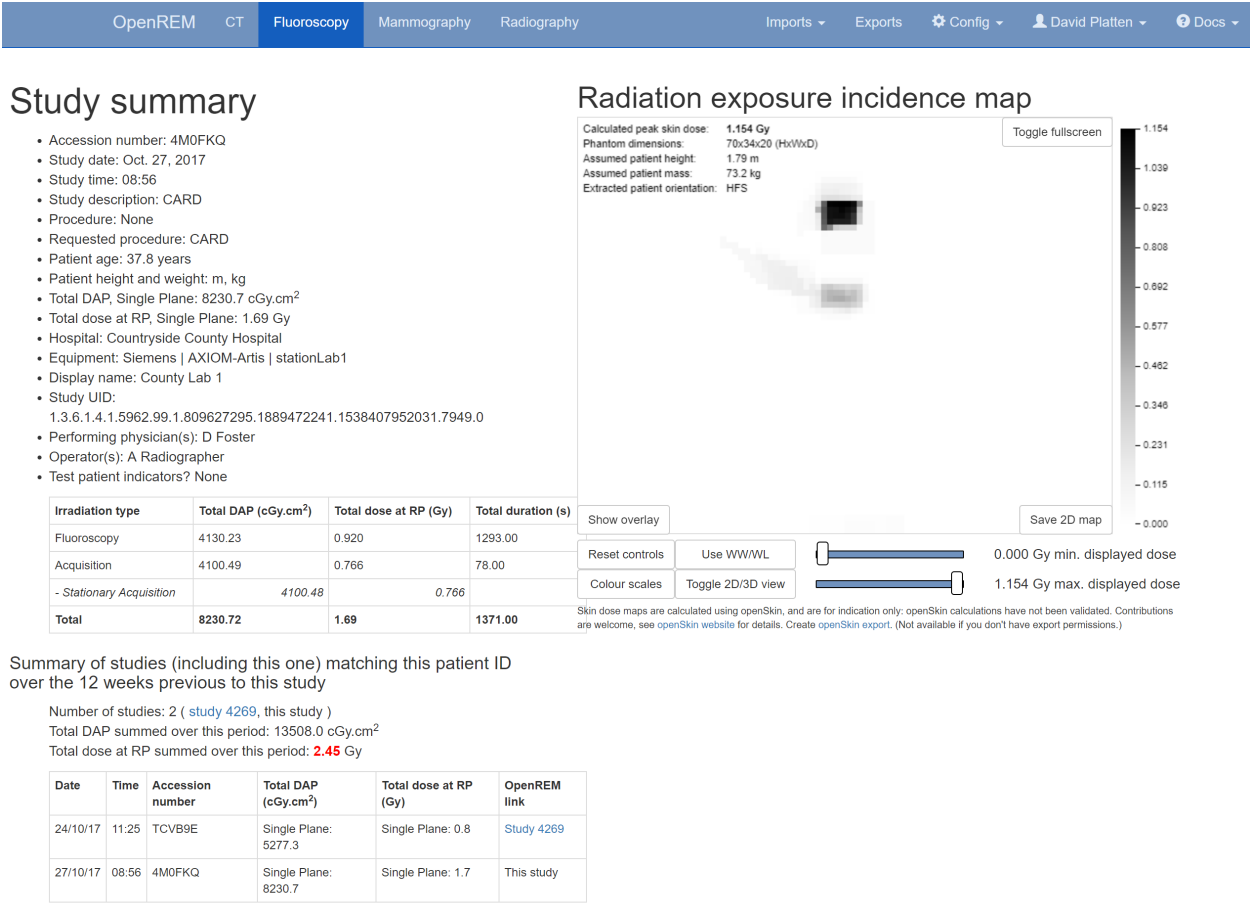 OpenREM CT Fluoroscopy Mammography Radiography Imports Exports Config David Platten Docs
Study summary
• Accession number: 4M0FKQ
• Study date: Oct. 27, 2017
• Study time: 08:56
• Study description: CARD
• Procedure: None
• Requested procedure: CARD
• Patient age: 37.8 years
• Patient height and weight: m, kg
• Total DAP, Single Plane: 8230.7 cGy.cm²
• Total dose at RP, Single Plane: 1.69 Gy
• Hospital: Countryside County Hospital
• Equipment: Siemens | AXIOM-Artis | stationLab1
• Display name: County Lab 1
• Study UID:
1.3.6.1.4.1.5962.99.1.809627295.1889472241.1538407952031.7949.0
• Performing physician(s): D Foster
• Operator(s): A Radiographer
• Test patient indicators? None
Irradiation type Total DAP (cGy.cm²) Total dose at RP (Gy) Total duration (s)
Fluoroscopy 4130.23 0.920 1293.00
Acquisition 4100.49 0.766 78.00
- Stationary Acquisition 4100.48 0.766
Total 8230.72 1.69 1371.00
Radiation exposure incidence map
Calculated peak skin dose: 1.154 Gy
Phantom dimensions: 70x34x20 (HxWxD)
Assumed patient height: 1.79 m
Assumed patient mass: 73.2 kg
Extracted patient orientation: HFS
Toggle fullscreen
1.154
1.039
0.923
0.808
0.692
0.577
0.462
0.346
0.231
0.115
0.000
Show overlay Save 2D map
Reset controls Use WW/WL 0.000 Gy min. displayed dose
Colour scales Toggle 2D/3D view 1.154 Gy max. displayed dose
Skin dose maps are calculated using openSkin, and are for indication only: openSkin calculations have not been validated. Contributions
are welcome, see openSkin website for details. Create openSkin export. (Not available if you don't have export permissions.)
Summary of studies (including this one) matching this patient ID
over the 12 weeks previous to this study
Number of studies: 2 ( study 4269, this study )
Total DAP summed over this period: 13508.0 cGy.cm²
Total dose at RP summed over this period: 2.45 Gy
Date Time Accession number Total DAP (cGy.cm²) Total dose at RP (Gy) OpenREM link
24/10/17 11:25 TCVB9E Single Plane: 5277.3 Single Plane: 0.8 Study 4269
27/10/17 08:56 4M0FKQ Single Plane: 8230.7 Single Plane: 1.7 This study